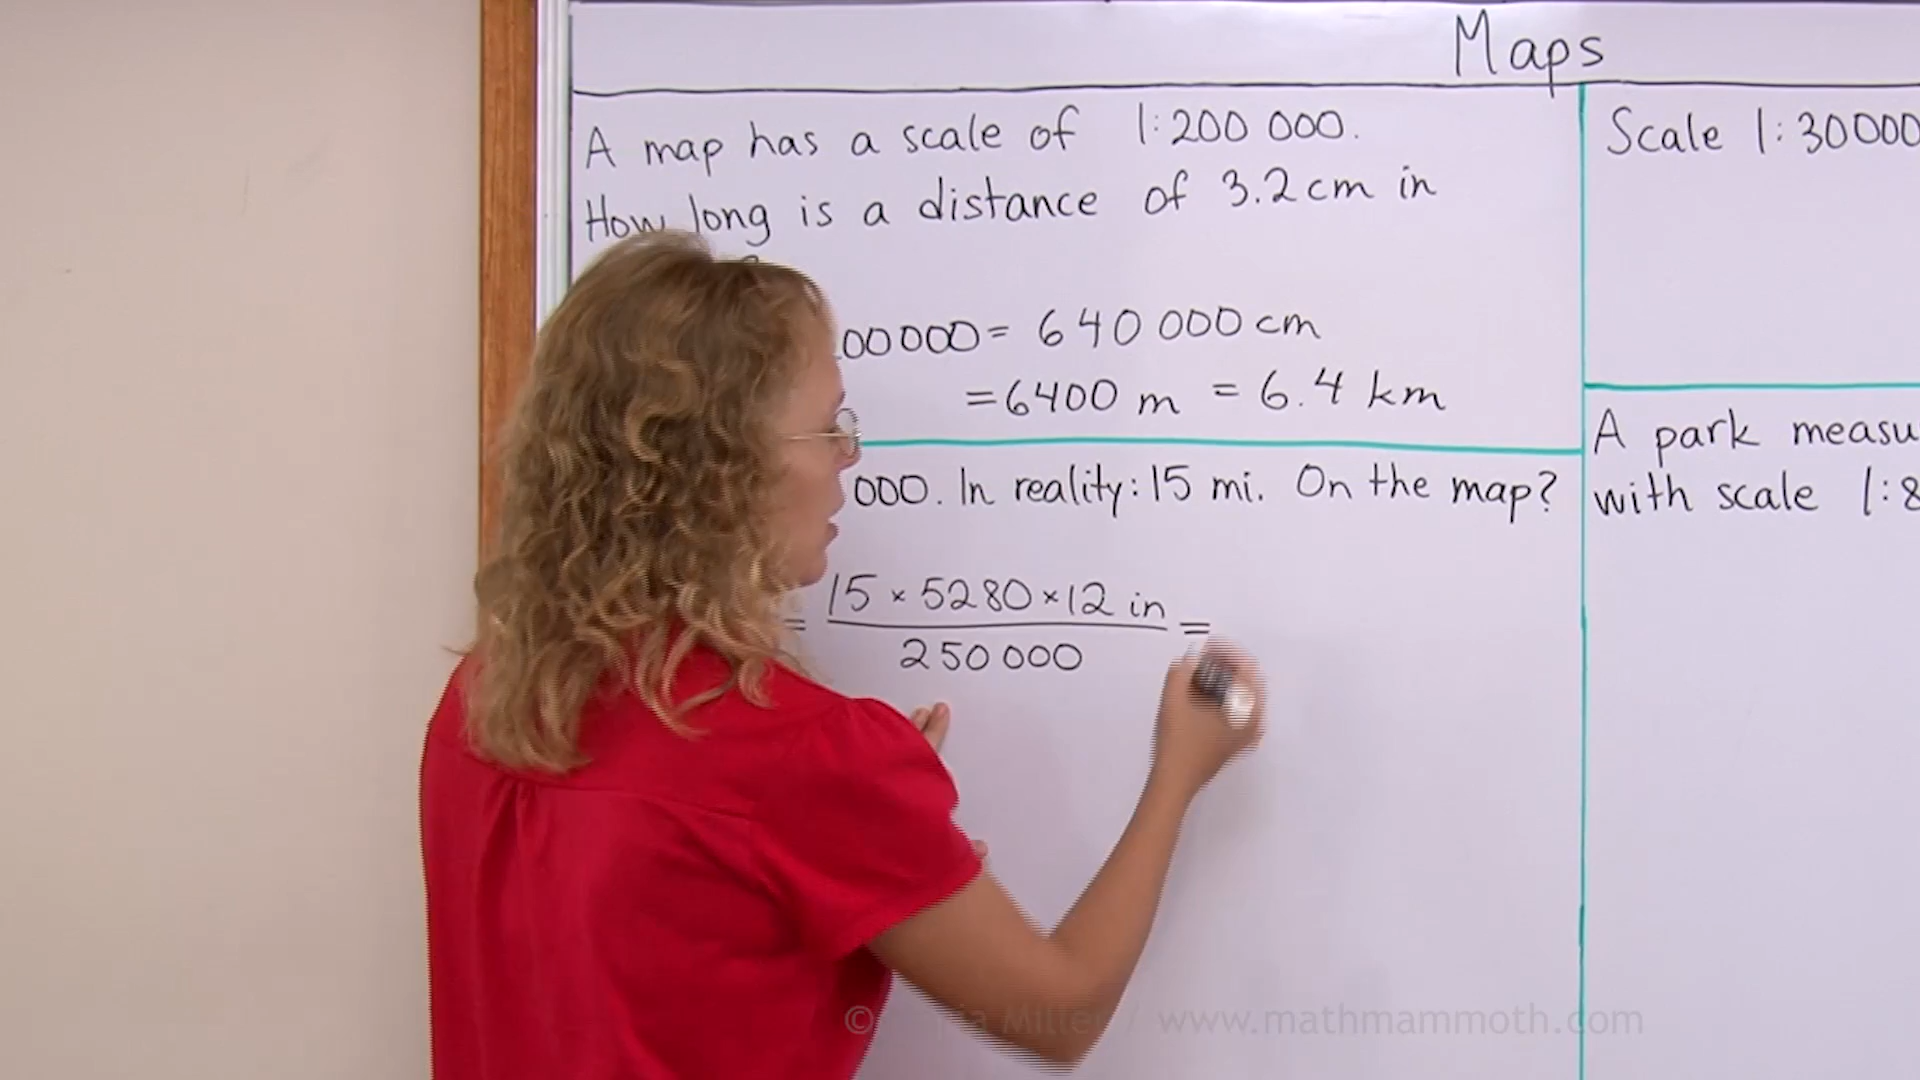 Maps
A map has a scale of 1:200 000.
How long is a distance of 3.2 cm in
00000 = 640 000 cm
= 6400 m = 6.4 km
000. In reality: 15 mi. On the map?
= 15 × 5280 × 12 in =
250 000
Scale 1:30000
A park measu
with scale 1:8
© Miller / www.mathmammoth.com